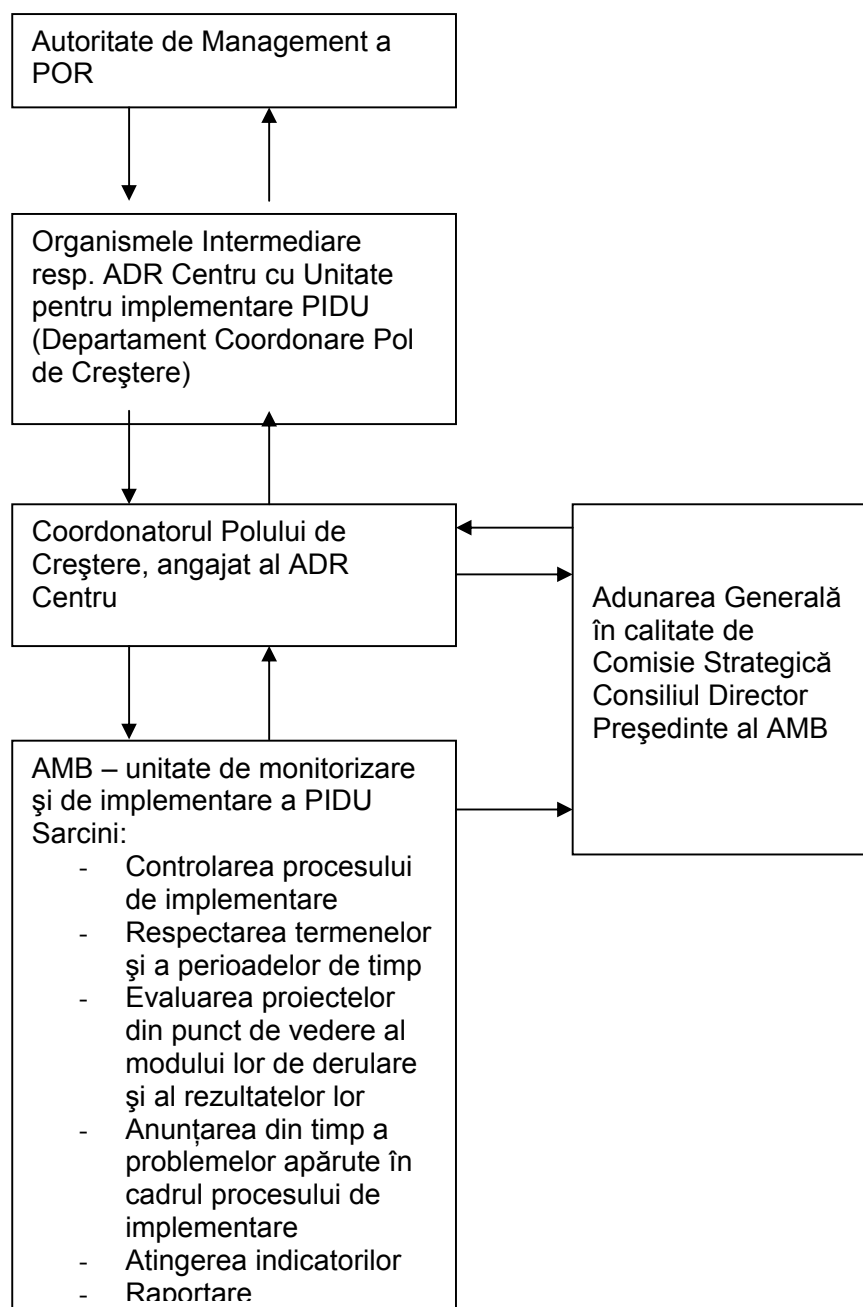 Autoritate de Management a
POR
Organismele Intermediare
resp. ADR Centru cu Unitate
pentru implementare PIDU
(Departament Coordonare Pol
de Creştere)
Coordonatorul Polului de
Creştere, angajat al ADR
Centru
Adunarea Generală
în calitate de
Comisie Strategică
Consiliul Director
Preşedinte al AMB
AMB – unitate de monitorizare
şi de implementare a PIDU
Sarcini:
- Controlarea procesului
de implementare
- Respectarea termenelor
şi a perioadelor de timp
- Evaluarea proiectelor
din punct de vedere al
modului lor de derulare
şi al rezultatelor lor
- Anunțarea din timp a
problemelor apărute în
cadrul procesului de
implementare
- Atingerea indicatorilor
- Raportare